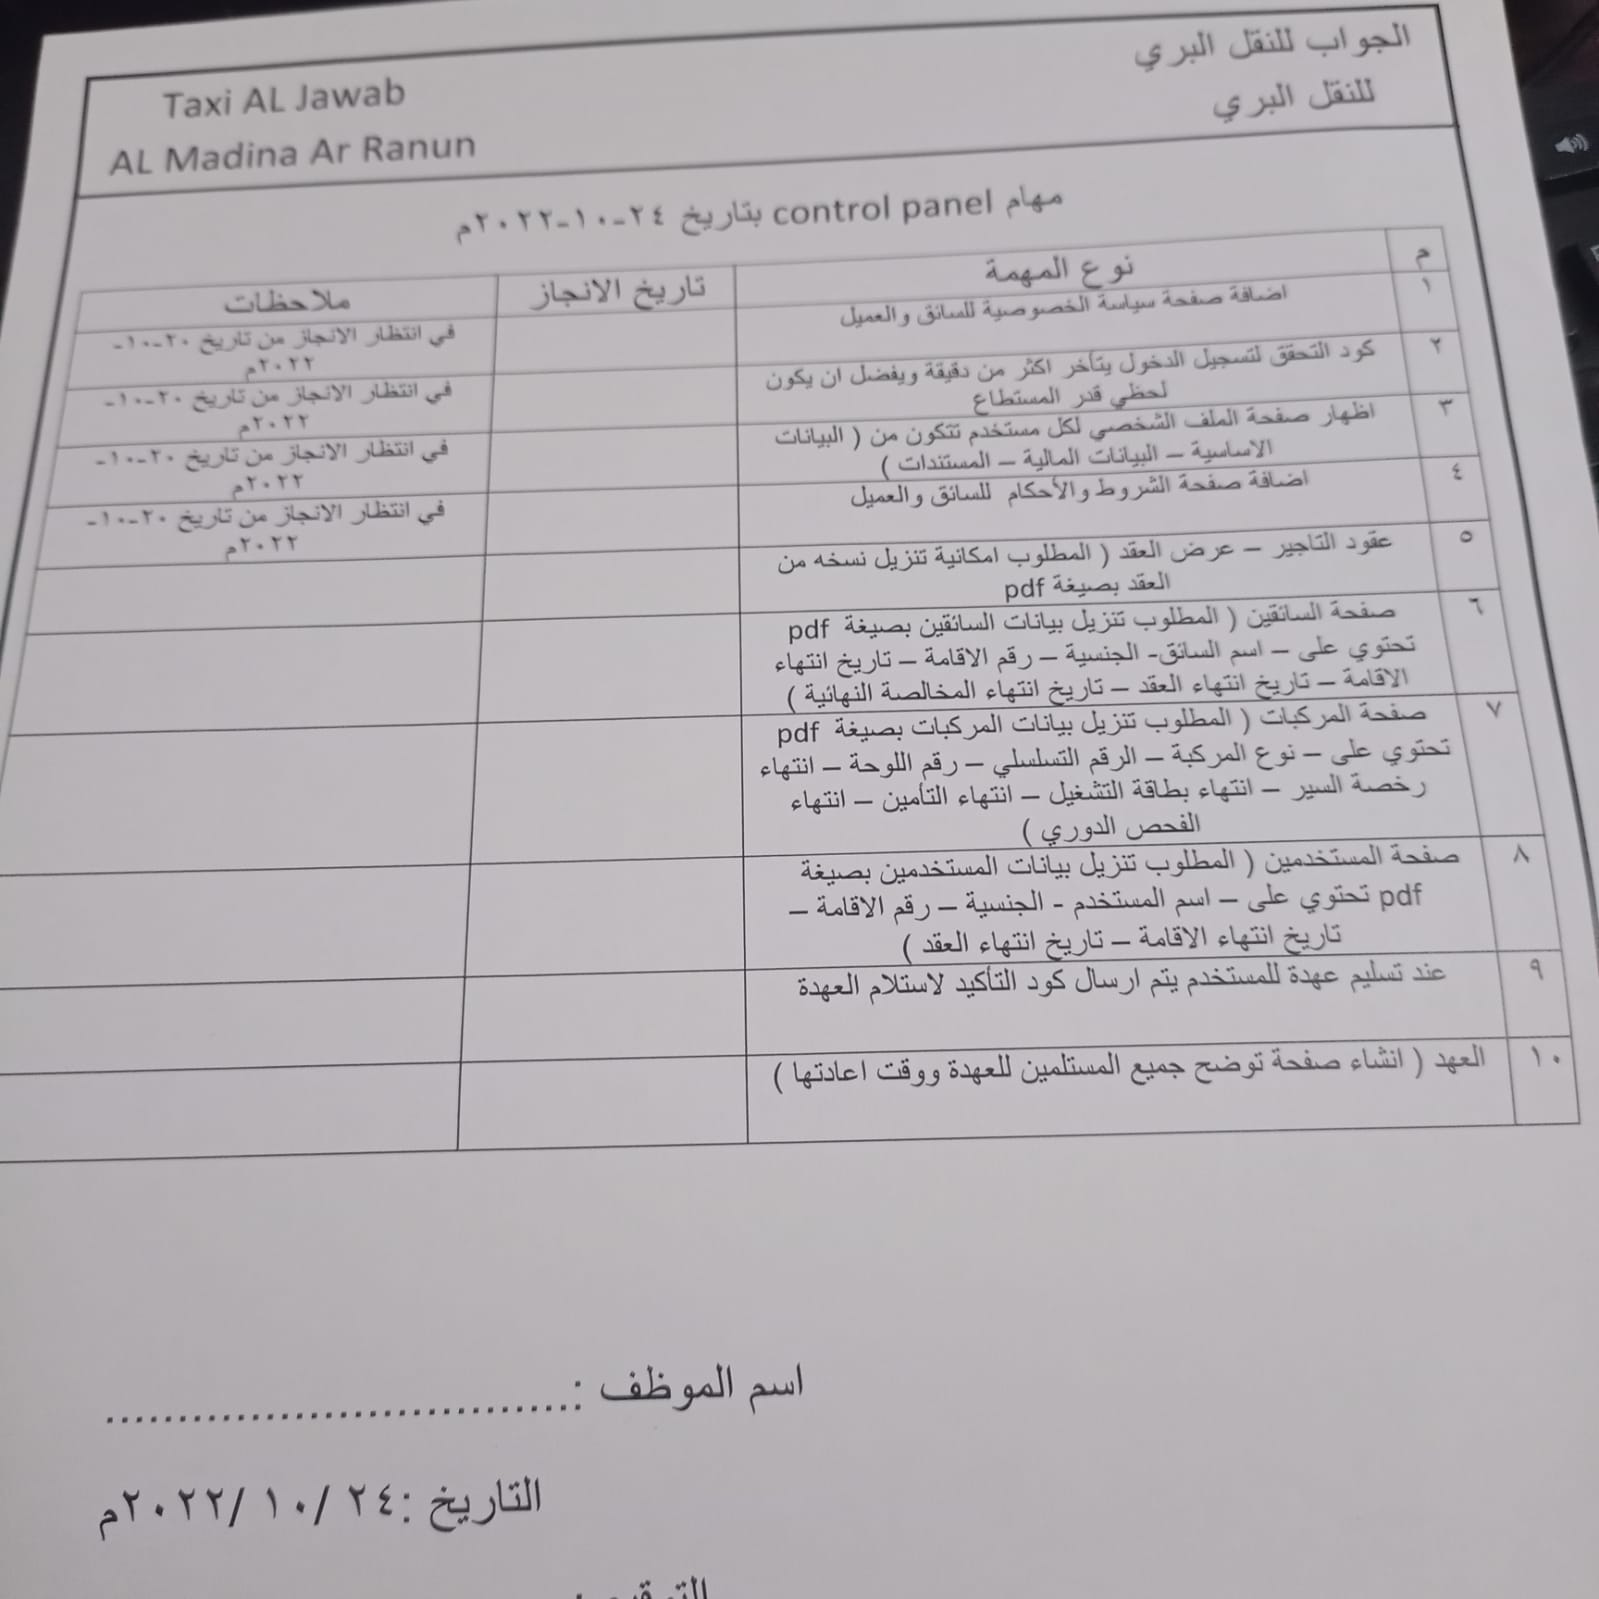 الجواب للنقل البري
Taxi AL Jawab
للنقل البري
AL Madina Ar Ranun
مهام control panel بتاريخ ٢٤-١٠-٢٠٢٢م
م
نوع المهمة
تاريخ الانجاز
ملاحظات
١
اضافة صفحة سياسة الخصوصية للسائق والعميل
في انتظار الانجاز من تاريخ ٢٠-١٠-
٢٠٢٢م
٢
كود التحقق لتسجيل الدخول يتأخر اكثر من دقيقة ويفضل ان يكون
لحظي قدر المستطاع
في انتظار الانجاز من تاريخ ٢٠-١٠-
٢٠٢٢م
٣
اظهار صفحة الملف الشخصي لكل مستخدم تتكون من ( البيانات
الاساسية – البيانات المالية – المستندات )
في انتظار الانجاز من تاريخ ٢٠-١٠-
٢٠٢٢م
٤
اضافة صفحة الشروط والأحكام للسائق والعميل
في انتظار الانجاز من تاريخ ٢٠-١٠-
٢٠٢٢م
٥
عقود التاجير – عرض العقد ( المطلوب امكانية تنزيل نسخه من
العقد بصيغة pdf
٦
صفحة السائقين ( المطلوب تنزيل بيانات السائقين بصيغة pdf
تحتوي على – اسم السائق- الجنسية – رقم الاقامة – تاريخ انتهاء
الاقامة – تاريخ انتهاء العقد – تاريخ انتهاء المخالصة النهائية )
٧
صفحة المركبات ( المطلوب تنزيل بيانات المركبات بصيغة pdf
تحتوي على – نوع المركبة – الرقم التسلسلي – رقم اللوحة – انتهاء
رخصة السير – انتهاء بطاقة التشغيل – انتهاء التأمين – انتهاء
الفحص الدوري )
٨
صفحة المستخدمين ( المطلوب تنزيل بيانات المستخدمين بصيغة
pdf تحتوي على – اسم المستخدم - الجنسية – رقم الاقامة –
تاريخ انتهاء الاقامة – تاريخ انتهاء العقد )
٩
عند تسليم عهدة للمستخدم يتم ارسال كود التأكيد لاستلام العهدة
١٠
العهد ( انشاء صفحة توضح جميع المستلمين للعهدة ووقت اعادتها )
اسم الموظف :................................
التاريخ :٢٤ /١٠ /٢٠٢٢م